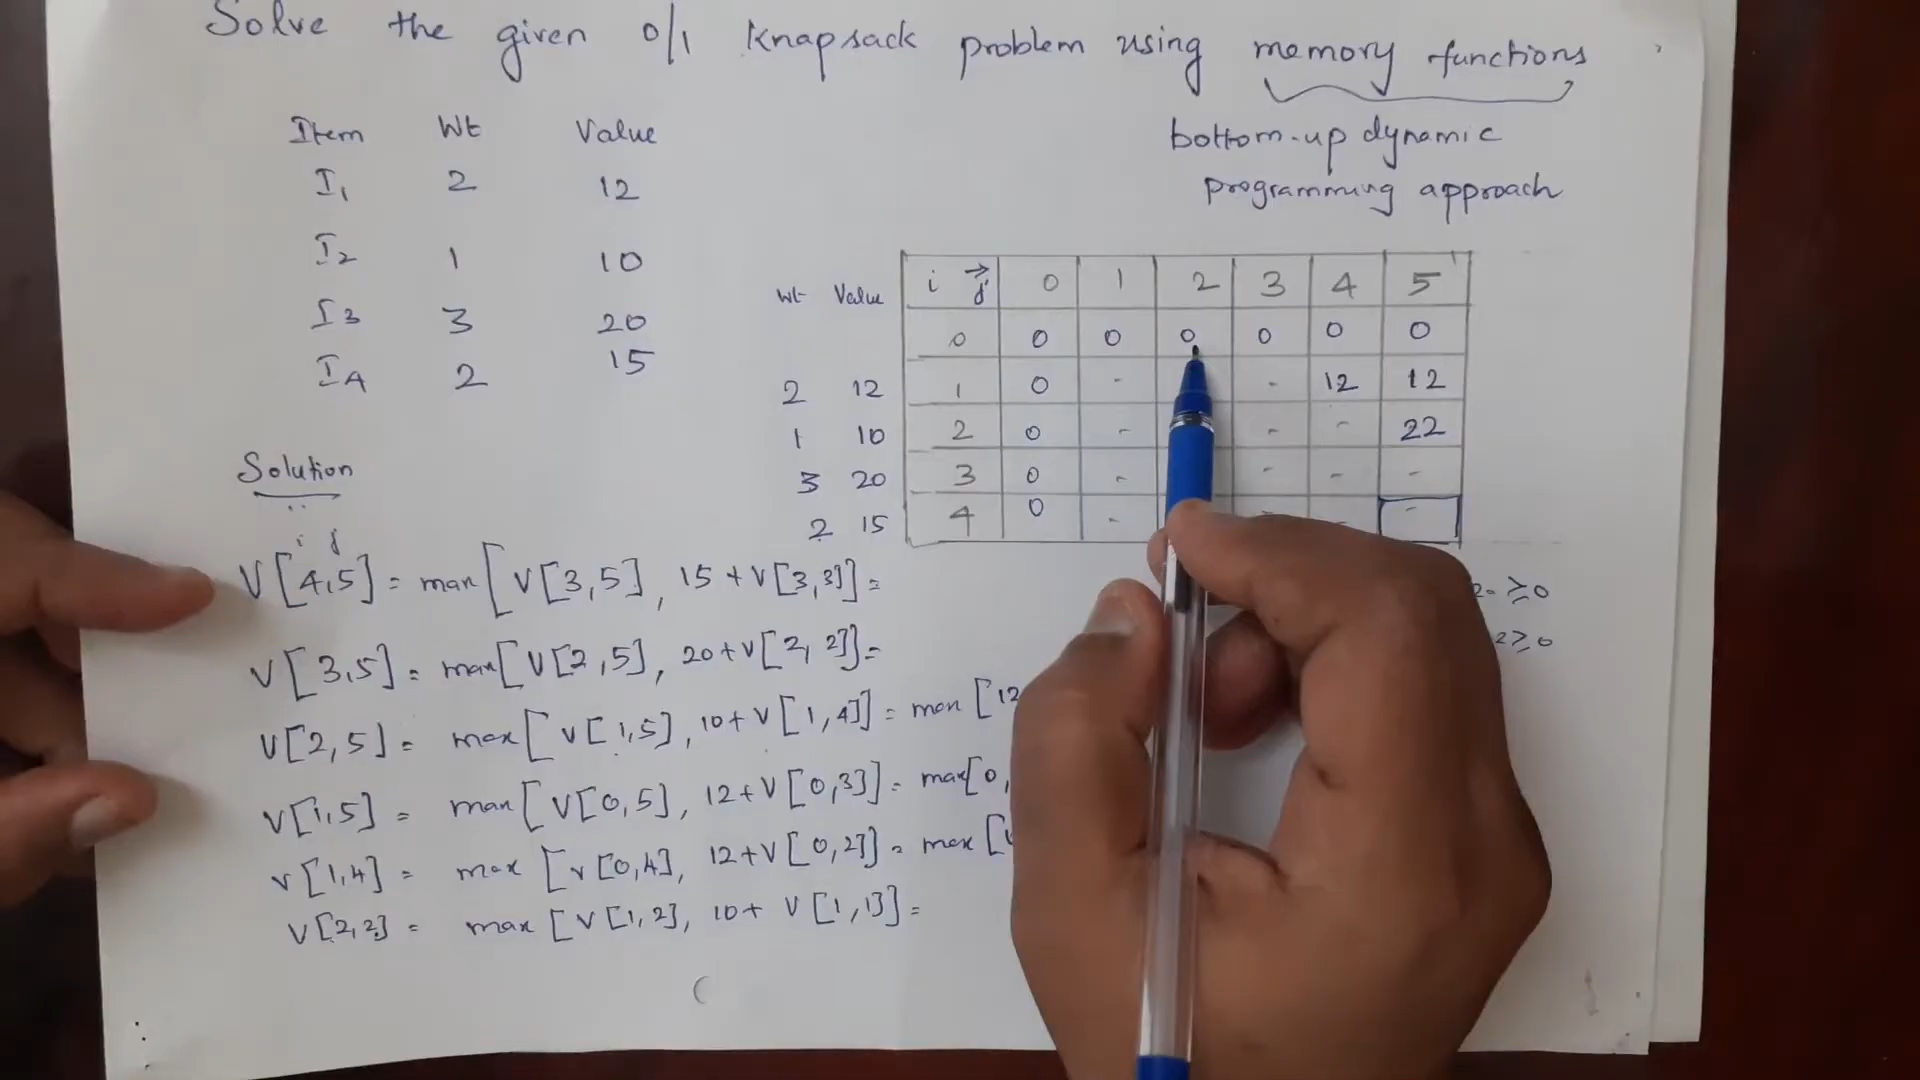 Solve the given 0/1 Knapsack problem using memory functions
bottom-up dynamic
programming approach
Item Wt Value
I1 2 12
I2 1 10
I3 3 20
I4 2 15
Wt Value i → j 0 1 2 3 4 5
0 0 0 0 0 0 0
2 12 1 0 - - 12 12
1 10 2 0 - - - 22
3 20 3 0 - - - -
2 15 4 0 - - - -
Solution
i j
V[4,5] = max[V[3,5], 15+V[3,3]] =
V[3,5] = max[V[2,5], 20+V[2,2]] =
V[2,5] = max[V[1,5], 10+V[1,4]] = max[12
V[1,5] = max[V[0,5], 12+V[0,3]] = max[0,
V[1,4] = max[V[0,4], 12+V[0,2]] = max[
V[2,2] = max[V[1,2], 10+V[1,1]] =
≥0
2≥0